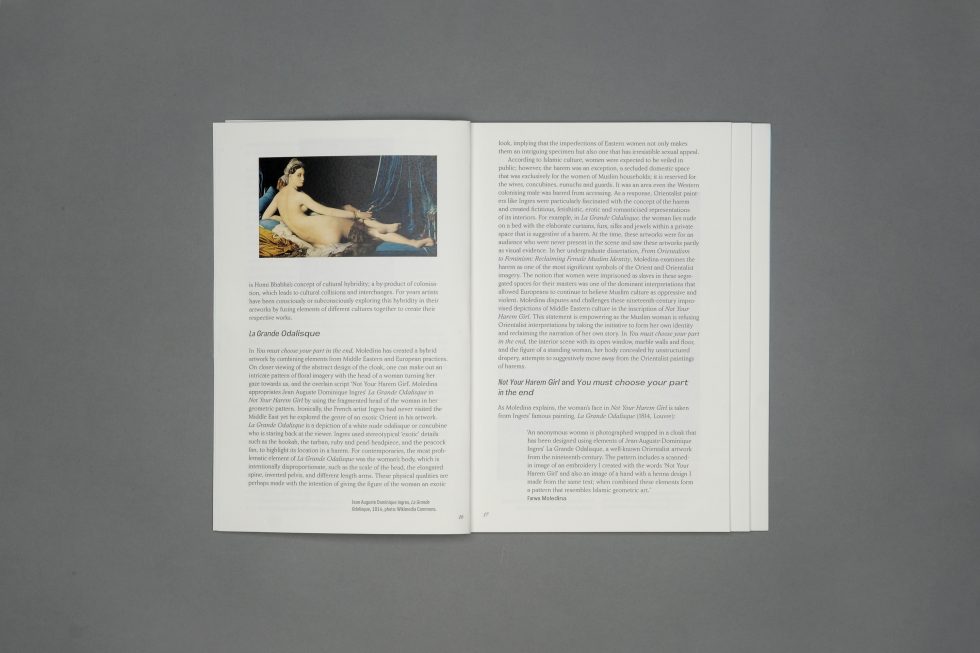 is Homi Bhabha's concept of cultural hybridity; a by product of colonisa-
tion, which leads to cultural collisions and interchanges. For years artists
have been consciously or subconsciously exploring this hybridity in their
artworks by fusing elements of different cultures together to create their
respective works.
La Grande Odalisque
In You must choose your part in the end, Moledina has created a hybrid
artwork by combining elements from Middle Eastern and European practices.
On closer viewing of the abstract design of the cloak, one can make out an
intricate pattern of floral imagery with the head of a woman turning her
gaze towards us, and the overlain script 'Not Your Harem Girl'. Moledina
appropriates Jean Auguste Dominique Ingres' La Grande Odalisque in
Not Your Harem Girl by using the fragmented head of the woman in her
geometric pattern. Ironically, the French artist Ingres had never visited the
Middle East yet he explored the genre of an exotic Orient in his artwork.
La Grande Odalisque is a depiction of a white nude odalisque or concubine
who is staring back at the viewer. Ingres used stereotypical 'exotic' details
such as the hookah, the turban, ruby and pearl headpiece, and the peacock
fan, to highlight its location in a harem. For contemporaries, the most prob-
lematic element of La Grande Odalisque was the woman's body, which is
intentionally disproportionate, such as the scale of the head, the elongated
spine, inverted pelvis, and different length arms. These physical qualities are
perhaps made with the intention of giving the figure of the woman an exotic
Jean Auguste Dominique Ingres, La Grande
Odalisque, 1814, photo: Wikimedia Commons.
16
look, implying that the imperfections of Eastern women not only makes
them an intriguing specimen but also one that has irresistible sexual appeal.
According to Islamic culture, women were expected to be veiled in
public; however, the harem was an exception, a secluded domestic space
that was exclusively for the women of Muslim households; it is reserved for
the wives, concubines, eunuchs and guards. It was an area even the Western
colonising male was barred from accessing. As a response, Orientalist paint-
ers like Ingres were particularly fascinated with the concept of the harem
and created fictitious, fetishistic, erotic and romanticised representations
of its interiors. For example, in La Grande Odalisque, the woman lies nude
on a bed with the elaborate curtains, furs, silks and jewels within a private
space that is suggestive of a harem. At the time, these artworks were for an
audience who were never present in the scene and saw these artworks partly
as visual evidence. In her undergraduate dissertation, From Orientalism
to Feminism: Reclaiming Female Muslim Identity, Moledina examines the
harem as one of the most significant symbols of the Orient and Orientalist
imagery. The notion that women were imprisoned as slaves in these segre-
gated spaces for their masters was one of the dominant interpretations that
allowed Europeans to continue to believe Muslim culture as oppressive and
violent. Moledina disputes and challenges these nineteenth century impro-
vised depictions of Middle Eastern culture in the inscription of Not Your
Harem Girl. This statement is empowering as the Muslim woman is refusing
Orientalist interpretations by taking the initiative to form her own identity
and reclaiming the narration of her own story. In You must choose your part
in the end, the interior scene with its open window, marble walls and floor,
and the figure of a standing woman, her body concealed by unstructured
drapery, attempts to suggestively move away from the Orientalist paintings
of harems.
Not Your Harem Girl and You must choose your part
in the end
As Moledina explains, the woman's face in Not Your Harem Girl is taken
from Ingres' famous painting, La Grande Odalisque (1814, Louvre):
'An anonymous woman is photographed wrapped in a cloak that
has been designed using elements of Jean Auguste Dominique
Ingres' La Grande Odalisque, a well-known Orientalist artwork
from the nineteenth-century. The pattern includes a scanned-
in image of an embroidery I created with the words 'Not Your
Harem Girl' and also an image of a hand with a henna design I
made from the same text; when combined these elements form
a pattern that resembles Islamic geometric art.'
Farwa Moledina
17